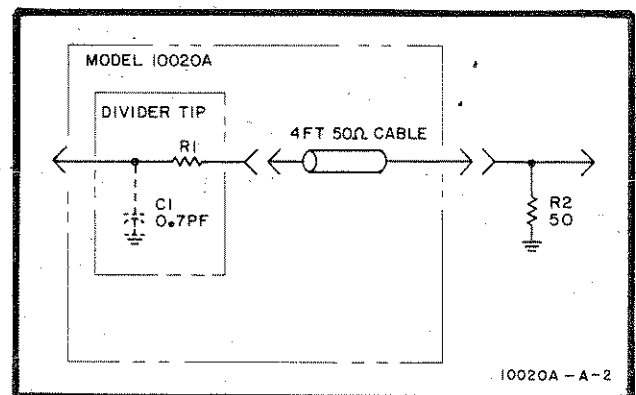 MODEL 10020A
DIVIDER TIP
R1
4FT 50Ω CABLE
C1
0.7PF
R2
50
10020A-A-2